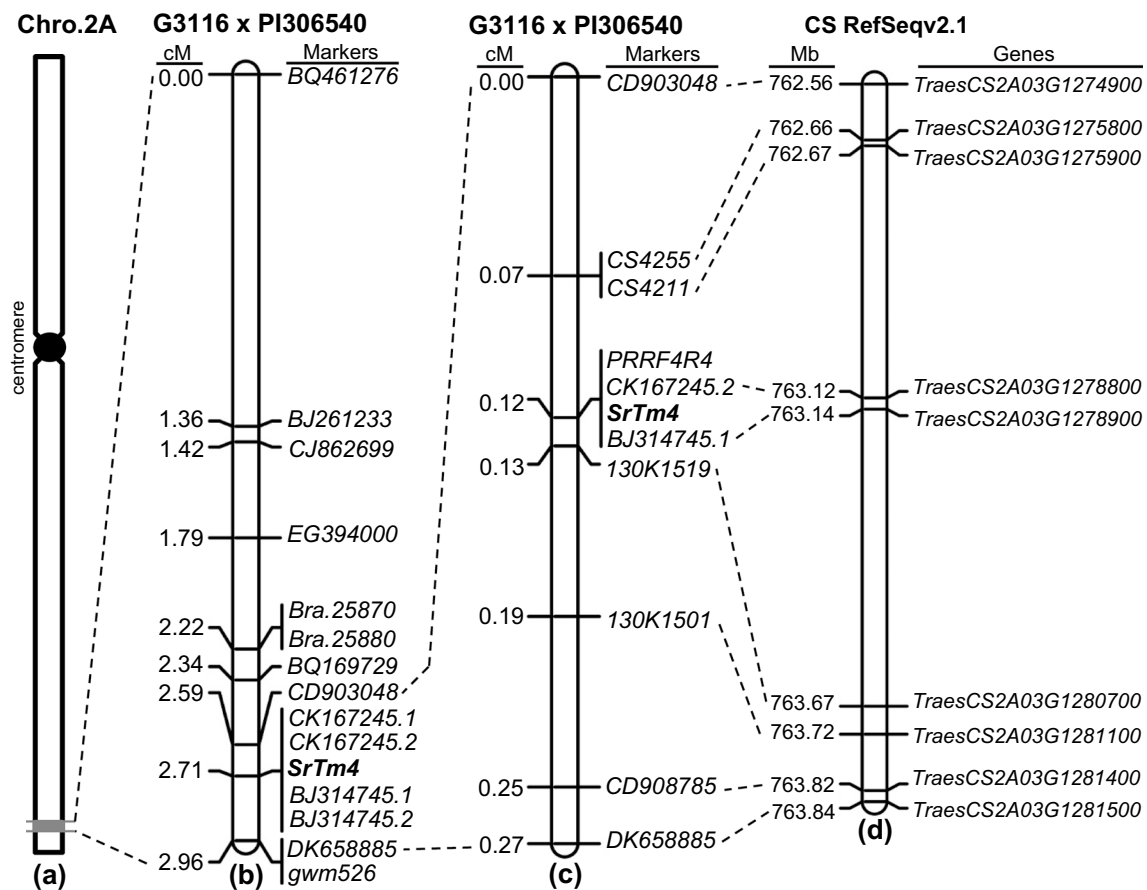 Chro.2A
centromere
(a)
G3116 x PI306540
cM Markers
0.00 BQ461276
1.36 BJ261233
1.42 CJ862699
1.79 EG394000
2.22 Bra.25870
Bra.25880
2.34 BQ169729
2.59 CD903048
CK167245.1
CK167245.2
2.71 SrTm4
BJ314745.1
BJ314745.2
2.96 DK658885
gwm526
(b)
G3116 x PI306540
cM Markers
0.00 CD903048
0.07 CS4255
CS4211
PRRF4R4
CK167245.2
0.12 SrTm4
BJ314745.1
0.13 130K1519
0.19 130K1501
0.25 CD908785
0.27 DK658885
(c)
CS RefSeqv2.1
Mb Genes
762.56 TraesCS2A03G1274900
762.66 TraesCS2A03G1275800
762.67 TraesCS2A03G1275900
763.12 TraesCS2A03G1278800
763.14 TraesCS2A03G1278900
763.67 TraesCS2A03G1280700
763.72 TraesCS2A03G1281100
763.82 TraesCS2A03G1281400
763.84 TraesCS2A03G1281500
(d)